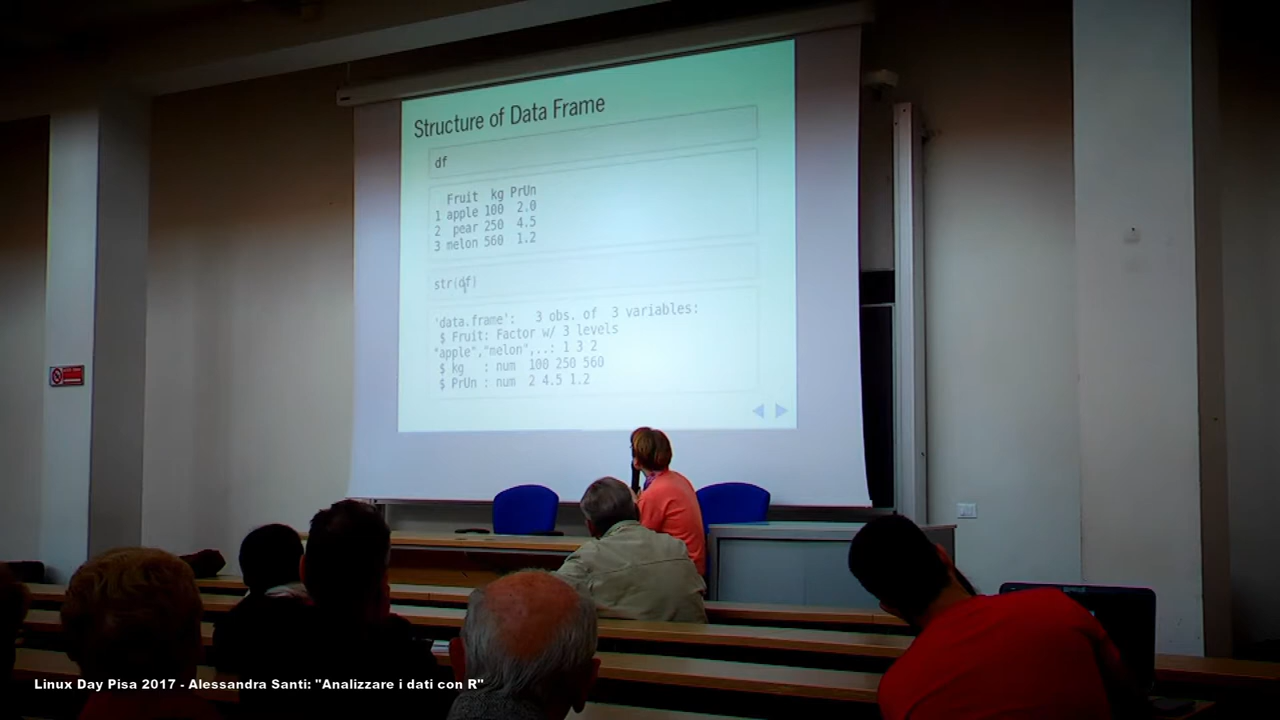 Structure of Data Frame
df
Fruit kg PrUn
1 apple 100 2.0
2 pear 250 4.5
3 melon 560 1.2
str(df)
'data.frame': 3 obs. of 3 variables:
$ Fruit: Factor w/ 3 levels
"apple","melon",..: 1 3 2
$ kg : num 100 250 560
$ PrUn : num 2 4.5 1.2
Linux Day Pisa 2017 - Alessandra Santi: "Analizzare i dati con R"